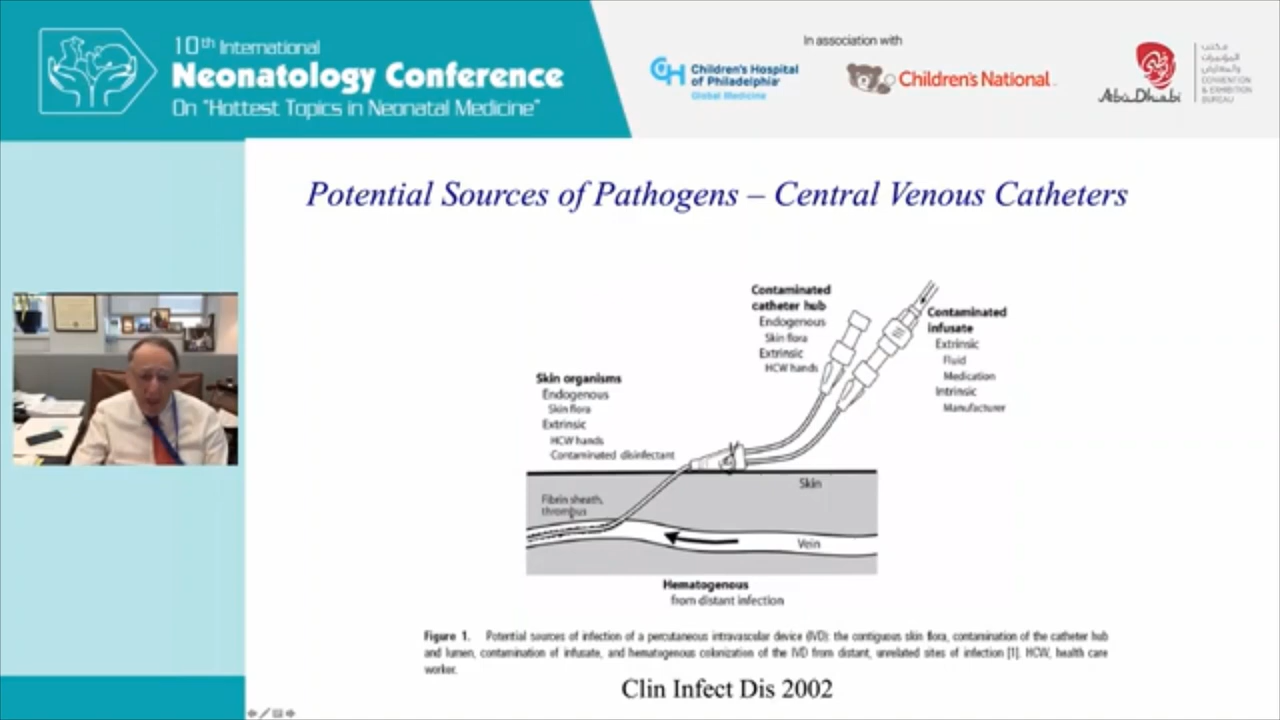 10th International
Neonatology Conference
On "Hottest Topics in Neonatal Medicine"
In association with
Children's Hospital
of Philadelphia
Global Medicine
Children's National
Abu Dhabi
CONVENTION
& EXHIBITION
BUREAU
Potential Sources of Pathogens – Central Venous Catheters
Contaminated
catheter hub
Endogenous
Skin flora
Extrinsic
HCW hands
Contaminated
infusate
Extrinsic
Fluid
Medication
Intrinsic
Manufacturer
Skin organisms
Endogenous
Skin flora
Extrinsic
HCW hands
Contaminated disinfectant
Skin
Fibrin sheath,
thrombus
Vein
Hematogenous
from distant infection
Figure 1. Potential sources of infection of a percutaneous intravascular device (IVD): the contiguous skin flora, contamination of the catheter hub
and lumen, contamination of infusate, and hematogenous colonization of the IVD from distant, unrelated sites of infection [1]. HCW, health care
worker.
Clin Infect Dis 2002